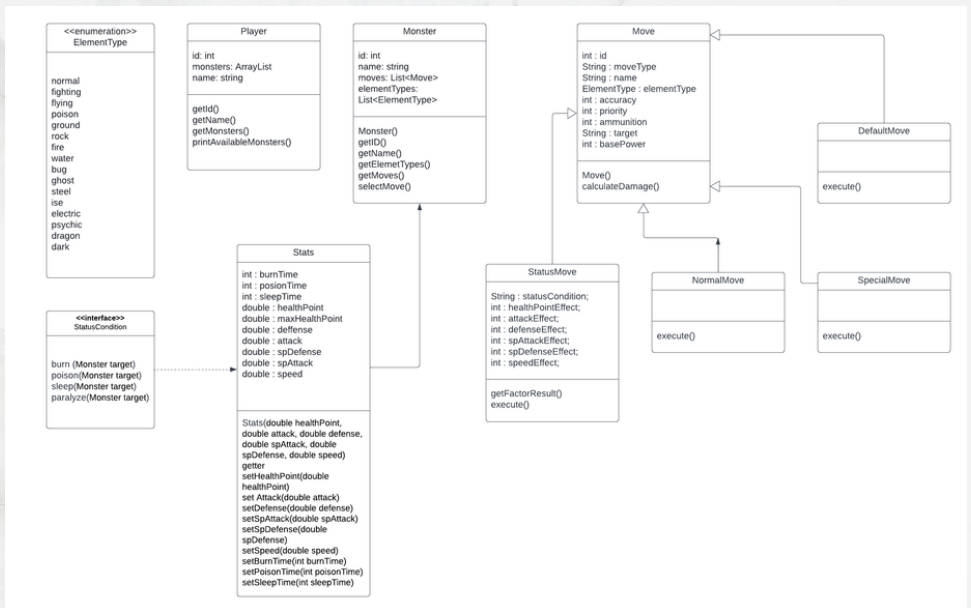 <<enumeration>>
ElementType
normal
fighting
flying
poison
ground
rock
fire
water
bug
ghost
steel
ise
electric
psychic
dragon
dark
Player
id: int
monsters: ArrayList
name: string
getId()
getName()
getMonsters()
printAvailableMonsters()
Monster
id: int
name: string
moves: List<Move>
elementTypes:
List<ElementType>
Monster()
getID()
getName()
getElemetTypes()
getMoves()
selectMove()
Move
int : id
String : moveType
String : name
ElementType : elementType
int : accuracy
int : priority
int : ammunition
String : target
int : basePower
Move()
calculateDamage()
DefaultMove
execute()
<<interface>>
StatusCondition
burn (Monster target)
poison(Monster target)
sleep(Monster target)
paralyze(Monster target)
Stats
int : burnTime
int : posionTime
int : sleepTime
double : healthPoint
double : maxHealthPoint
double : deffense
double : attack
double : spDefense
double : spAttack
double : speed
Stats(double healthPoint,
double attack, double defense,
double spAttack, double
spDefense, double speed)
getter
setHealthPoint(double
healthPoint)
set Attack(double attack)
setDefense(double defense)
setSpAttack(double spAttack)
setSpDefense(double
spDefense)
setSpeed(double speed)
setBurnTime(int burnTime)
setPoisonTime(int poisonTime)
setSleepTime(int sleepTime)
StatusMove
String : statusCondition;
int : healthPointEffect;
int : attackEffect;
int : defenseEffect;
int : spAttackEffect;
int : spDefenseEffect;
int : speedEffect;
getFactorResult()
execute()
NormalMove
execute()
SpecialMove
execute()